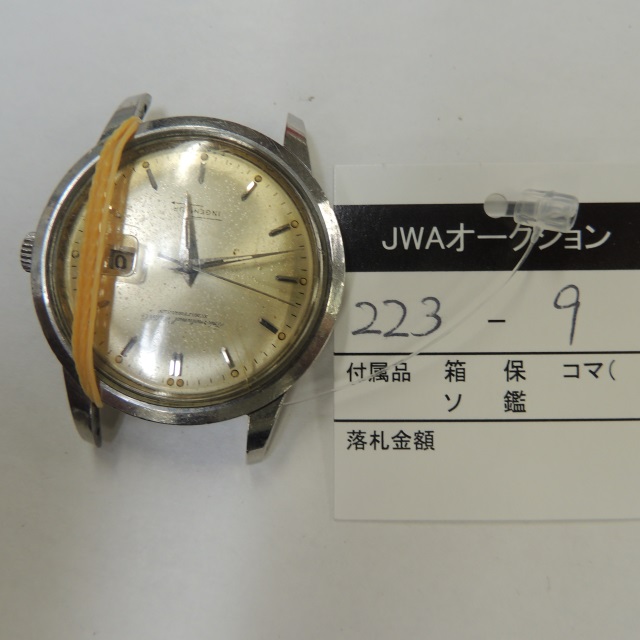 JWAオークション
223 - 9
付属品 箱 保 コマ(
ソ 鑑
落札金額